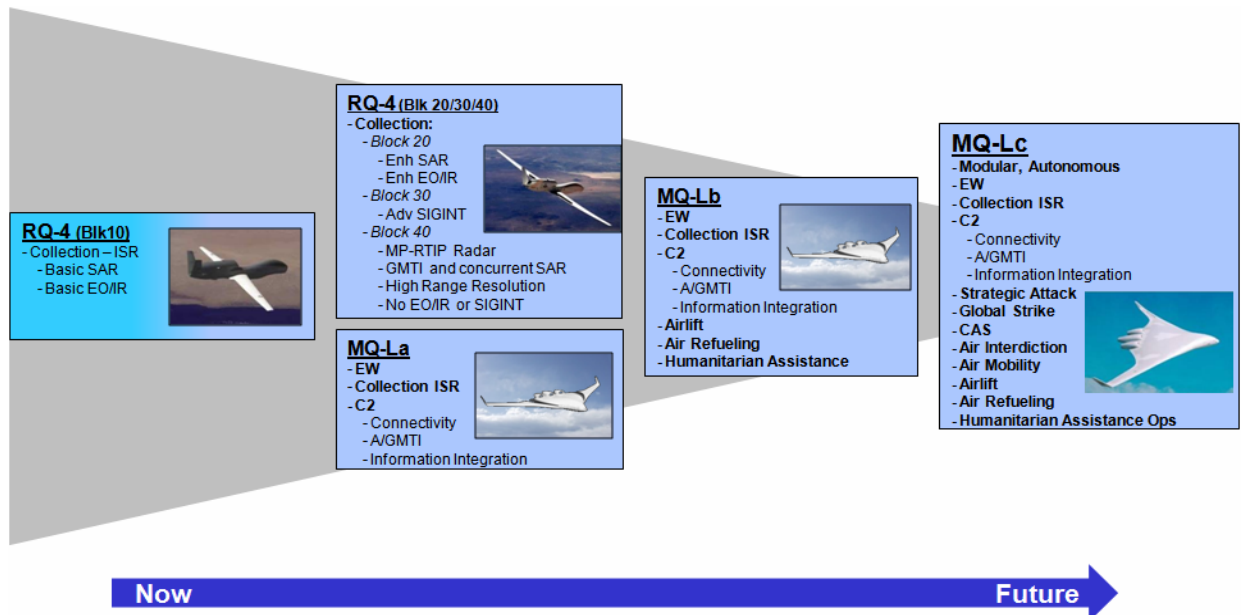 RQ-4 (Blk10)
- Collection – ISR
- Basic SAR
- Basic EO/IR
RQ-4 (Blk 20/30/40)
- Collection:
- Block 20
- Enh SAR
- Enh EO/IR
- Block 30
- Adv SIGINT
- Block 40
- MP-RTIP Radar
- GMTI and concurrent SAR
- High Range Resolution
- No EO/IR or SIGINT
MQ-La
- EW
- Collection ISR
- C2
- Connectivity
- A/GMTI
- Information Integration
MQ-Lb
- EW
- Collection ISR
- C2
- Connectivity
- A/GMTI
- Information Integration
- Airlift
- Air Refueling
- Humanitarian Assistance
MQ-Lc
- Modular, Autonomous
- EW
- Collection ISR
- C2
- Connectivity
- A/GMTI
- Information Integration
- Strategic Attack
- Global Strike
- CAS
- Air Interdiction
- Air Mobility
- Airlift
- Air Refueling
- Humanitarian Assistance Ops
Now
Future